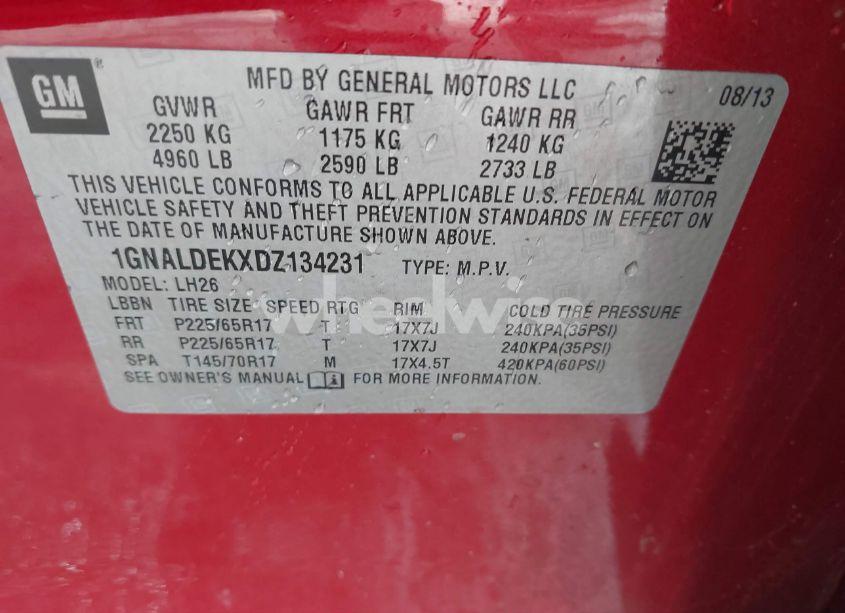 GM ®
MFD BY GENERAL MOTORS LLC 08/13
GVWR GAWR FRT GAWR RR
2250 KG 1175 KG 1240 KG
4960 LB 2590 LB 2733 LB
THIS VEHICLE CONFORMS TO ALL APPLICABLE U.S. FEDERAL MOTOR
VEHICLE SAFETY AND THEFT PREVENTION STANDARDS IN EFFECT ON
THE DATE OF MANUFACTURE SHOWN ABOVE.
1GNALDEKXDZ134231 TYPE: M.P.V.
MODEL: LH26
LBBN TIRE SIZE SPEED RTG RIM COLD TIRE PRESSURE
FRT P225/65R17 T 17X7J 240KPA(35PSI)
RR P225/65R17 T 17X7J 240KPA(35PSI)
SPA T145/70R17 M 17X4.5T 420KPA(60PSI)
SEE OWNER'S MANUAL FOR MORE INFORMATION.